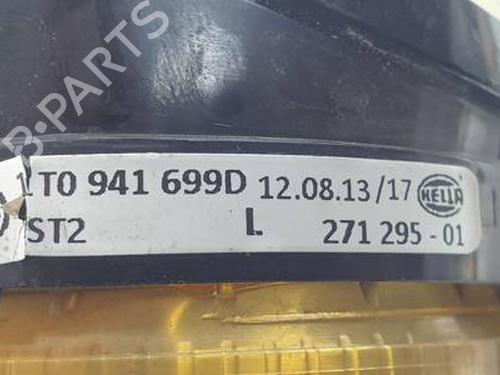 B-PARTS
1T0 941 699D 12.08.13/17 HELLA
ST2 L 271 295-01